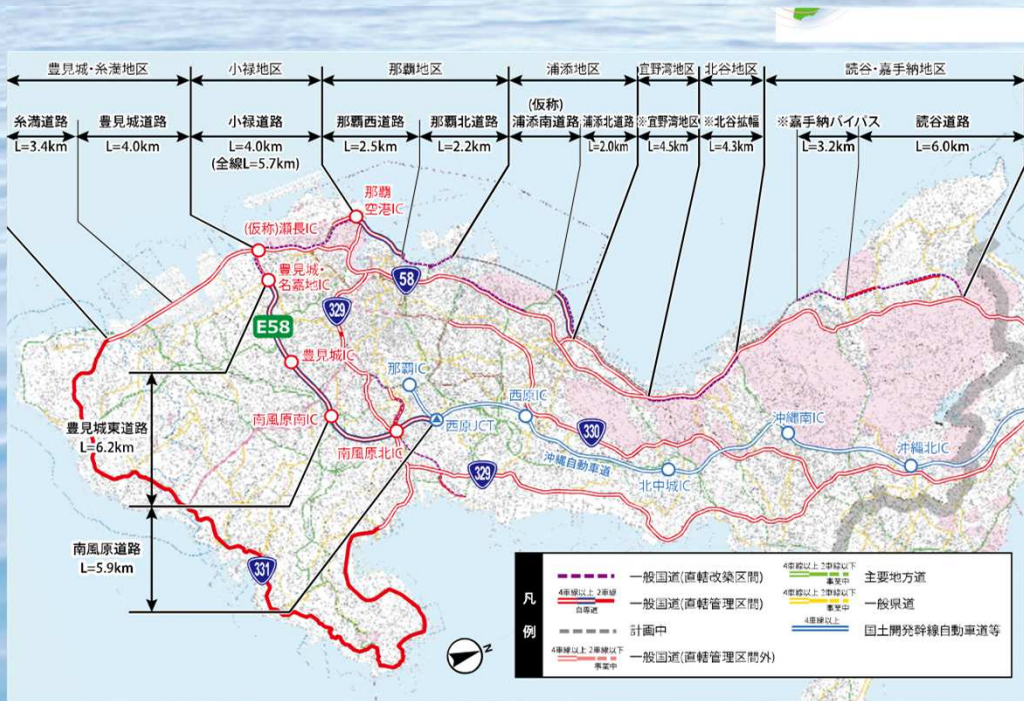 豊見城・糸満地区
小禄地区
那覇地区
浦添地区
宜野湾地区
北谷地区
読谷・嘉手納地区
糸満道路
L=3.4km
豊見城道路
L=4.0km
小禄道路
L=4.0km
(全線L=5.7km)
那覇西道路
L=2.5km
那覇北道路
L=2.2km
(仮称)
浦添南道路
浦添北道路
L=2.0km
※宜野湾地区
L=4.5km
※北谷拡幅
L=4.3km
※嘉手納バイパス
L=3.2km
読谷道路
L=6.0km
那覇
空港IC
(仮称)瀬長IC
豊見城・
名嘉地IC
58
329
E58
豊見城IC
那覇IC
南風原南IC
西原JCT
西原IC
南風原北IC
330
沖縄自動車道
沖縄南IC
沖縄北IC
北中城IC
329
豊見城東道路
L=6.2km
南風原道路
L=5.9km
331
N
凡
例
一般国道(直轄改築区間)
4車線以上 2車線
自専道
一般国道(直轄管理区間)
計画中
4車線以上 2車線以下
事業中
一般国道(直轄管理区間外)
4車線以上 2車線以下
事業中
主要地方道
4車線以上 2車線以下
事業中
一般県道
4車線以上
国土開発幹線自動車道等